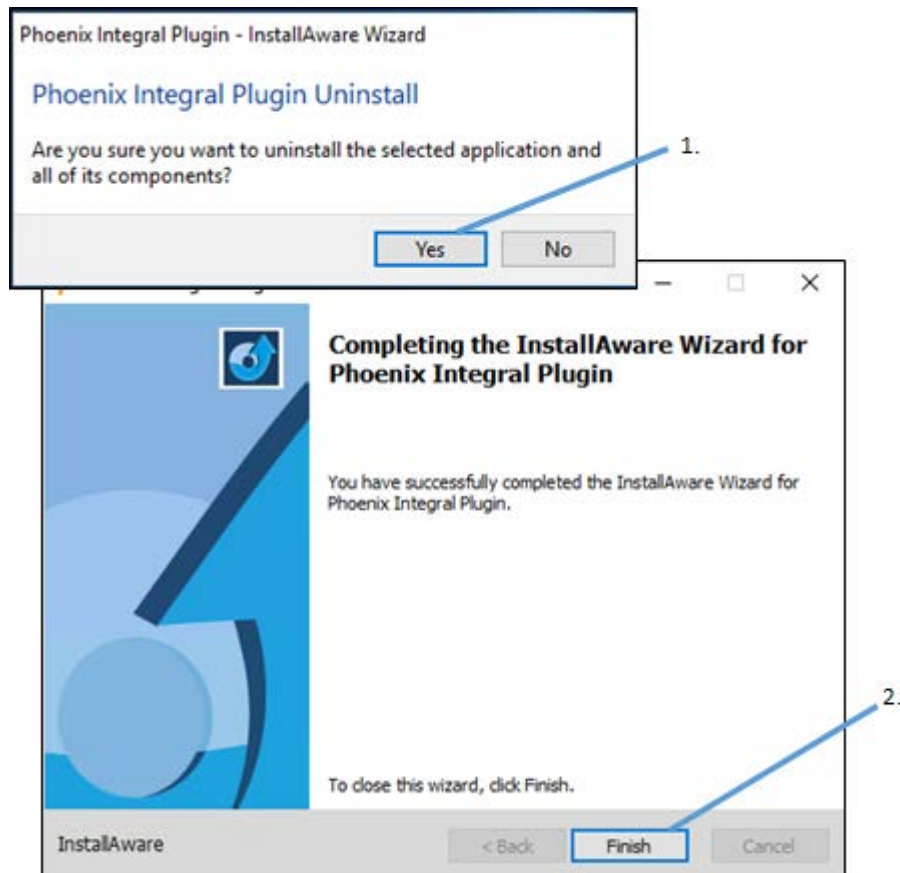 Phoenix Integral Plugin - InstallAware Wizard
Phoenix Integral Plugin Uninstall
Are you sure you want to uninstall the selected application and
all of its components?
1.
Yes
No
Completing the InstallAware Wizard for
Phoenix Integral Plugin
You have successfully completed the InstallAware Wizard for
Phoenix Integral Plugin.
2.
To close this wizard, click Finish.
InstallAware
< Back
Finish
Cancel